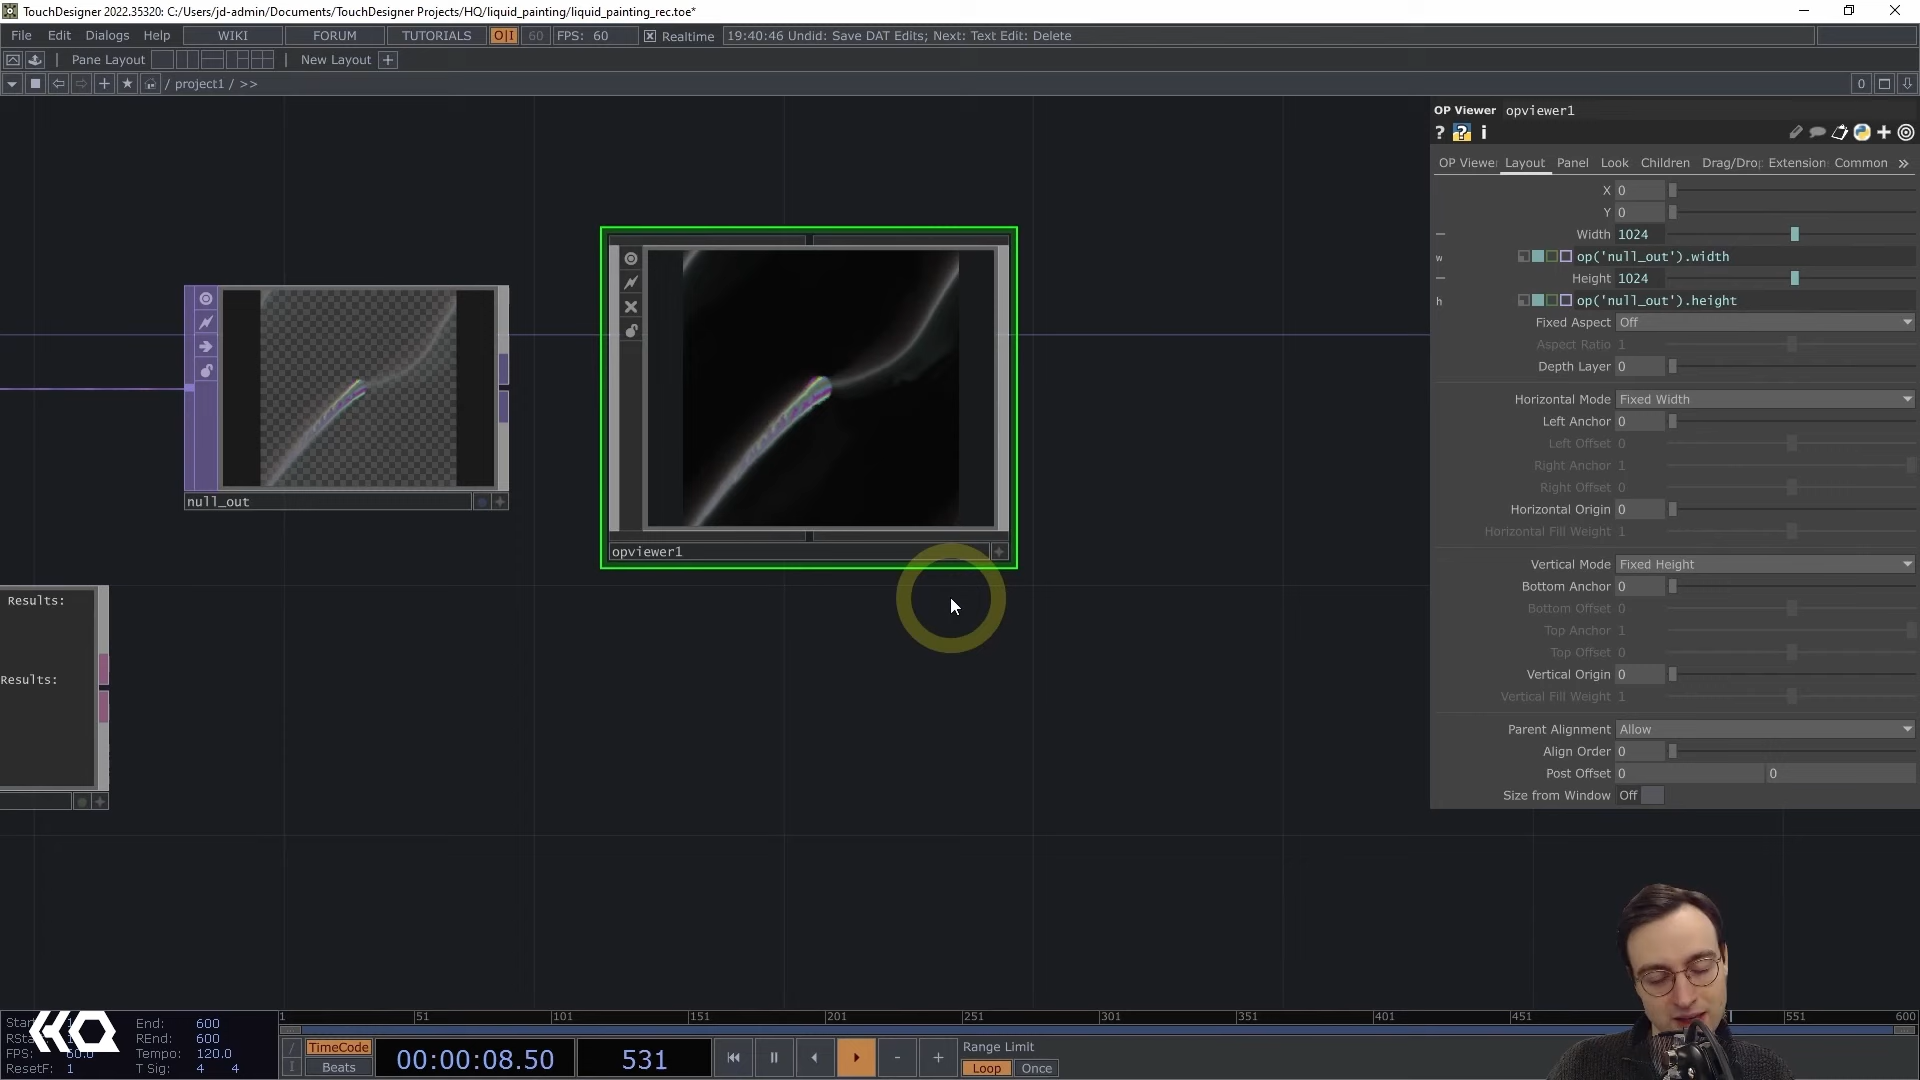 TouchDesigner 2022.35320: C:/Users/jd-admin/Documents/TouchDesigner Projects/HQ/liquid_painting/liquid_painting_rec.toe*
File Edit Dialogs Help WIKI FORUM TUTORIALS O|I 60 FPS: 60 Realtime 19:40:46 Undid: Save DAT Edits; Next: Text Edit: Delete
Pane Layout New Layout +
/ project1 / >> 0
OP Viewer opviewer1
? ? i
OP Viewe Layout Panel Look Children Drag/Drop Extension Common
X 0
Y 0
Width 1024
w op('null_out').width
Height 1024
h op('null_out').height
Fixed Aspect Off
Aspect Ratio 1
Depth Layer 0
Horizontal Mode Fixed Width
Left Anchor 0
Left Offset 0
Right Anchor 1
Right Offset 0
Horizontal Origin 0
Horizontal Fill Weight 1
Vertical Mode Fixed Height
Bottom Anchor 0
Bottom Offset 0
Top Anchor 1
Top Offset 0
Vertical Origin 0
Vertical Fill Weight 1
Parent Alignment Allow
Align Order 0
Post Offset 0 0
Size from Window Off
null_out
opviewer1
Results:
Results:
HQ
End: 600
REnd: 600
FPS: 60.0 Tempo: 120.0
ResetF: 1 T Sig: 4 4
1 51 101 151 201 251 301 351 401 451 551 600
TimeCode
Beats
00:00:08.50 531
- +
Range Limit
Loop Once